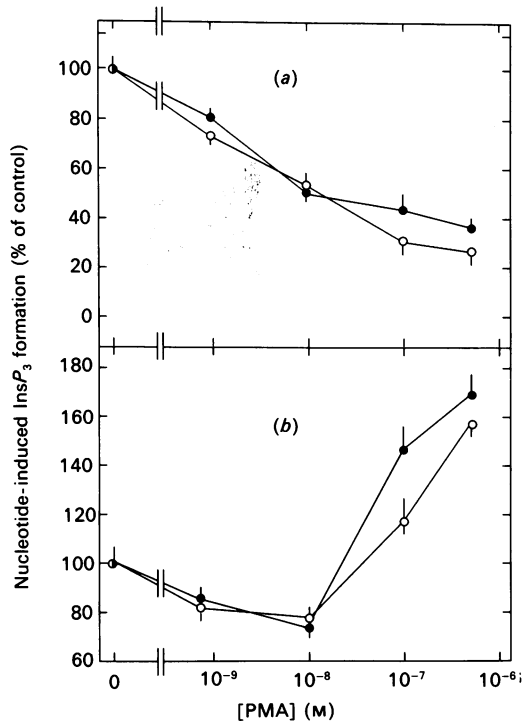 Nucleotide-induced InsP₃ formation (% of control)
(a)
100
80
60
40
20
0
(b)
180
160
140
120
100
80
60
0 10⁻⁹ 10⁻⁸ 10⁻⁷ 10⁻⁶
[PMA] (M)